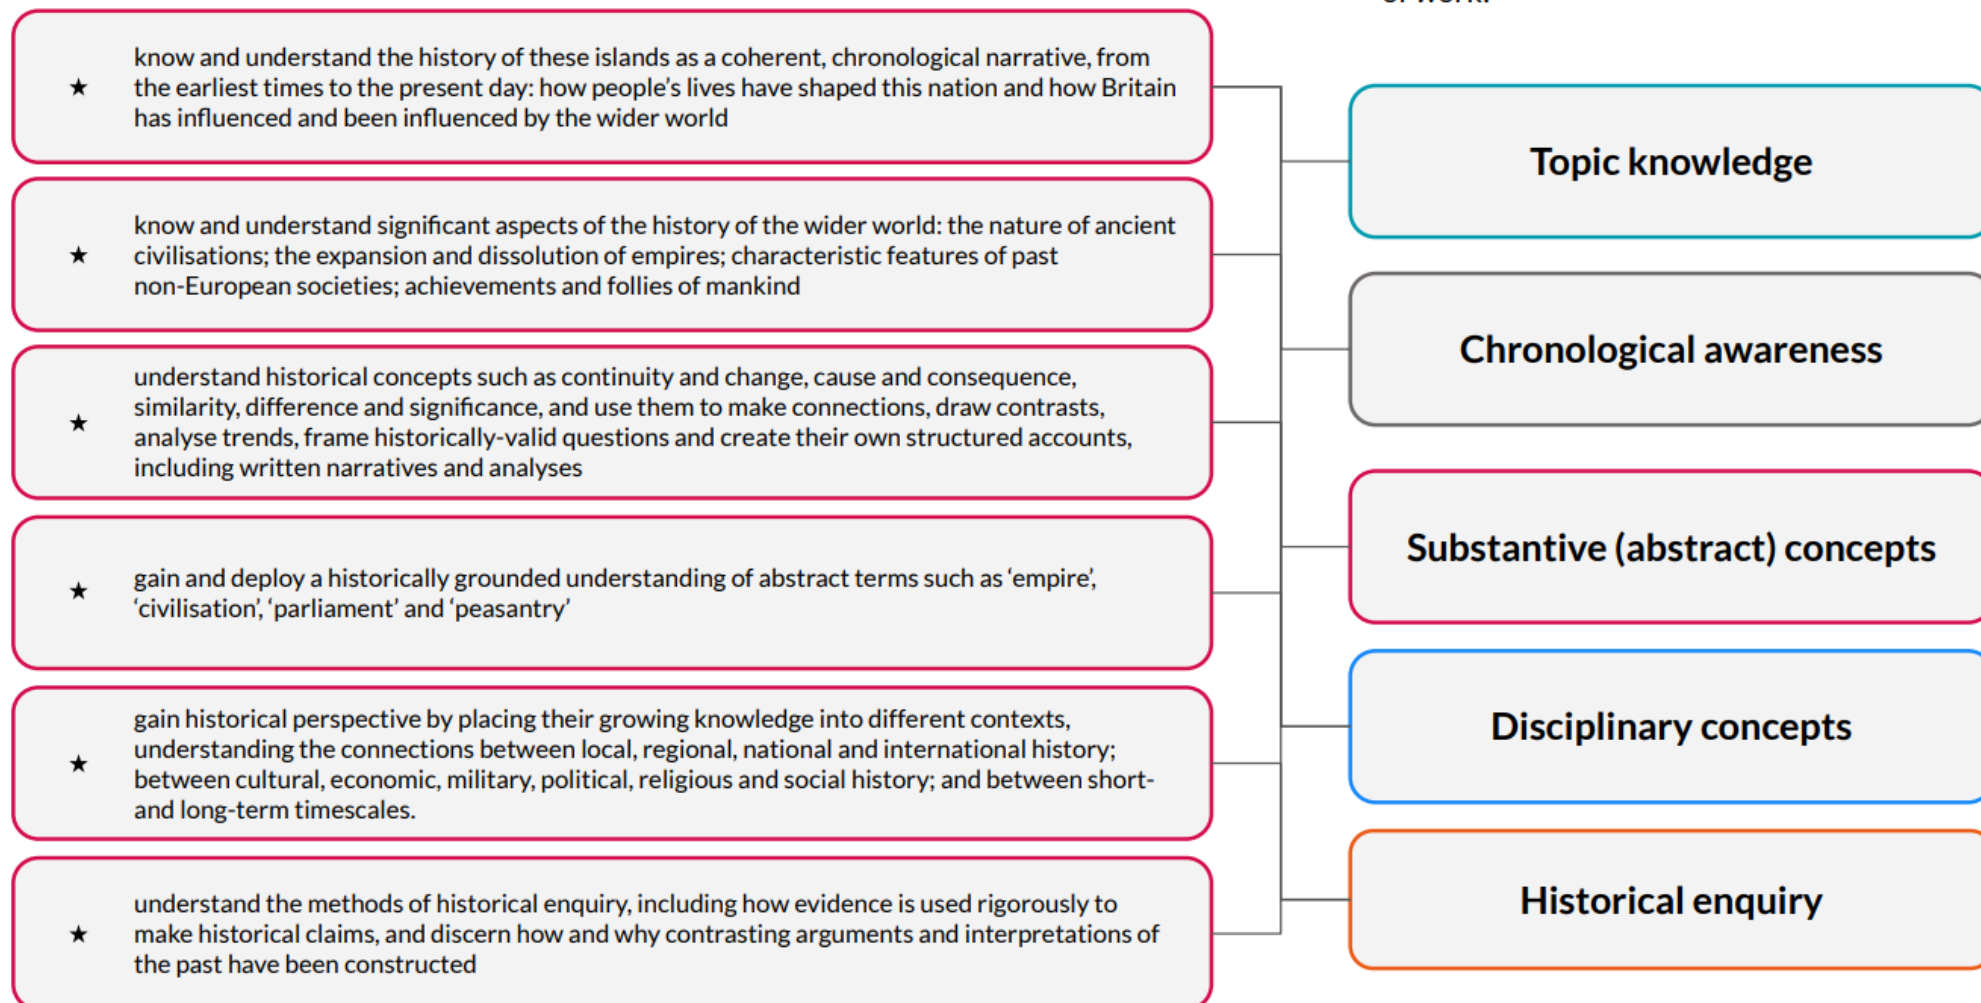 know and understand the history of these islands as a coherent, chronological narrative, from
the earliest times to the present day: how people’s lives have shaped this nation and how Britain
has influenced and been influenced by the wider world
know and understand significant aspects of the history of the wider world: the nature of ancient
civilisations; the expansion and dissolution of empires; characteristic features of past
non-European societies; achievements and follies of mankind
understand historical concepts such as continuity and change, cause and consequence,
similarity, difference and significance, and use them to make connections, draw contrasts,
analyse trends, frame historically-valid questions and create their own structured accounts,
including written narratives and analyses
gain and deploy a historically grounded understanding of abstract terms such as ‘empire’,
‘civilisation’, ‘parliament’ and ‘peasantry’
gain historical perspective by placing their growing knowledge into different contexts,
understanding the connections between local, regional, national and international history;
between cultural, economic, military, political, religious and social history; and between short-
and long-term timescales.
understand the methods of historical enquiry, including how evidence is used rigorously to
make historical claims, and discern how and why contrasting arguments and interpretations of
the past have been constructed
Topic knowledge
Chronological awareness
Substantive (abstract) concepts
Disciplinary concepts
Historical enquiry